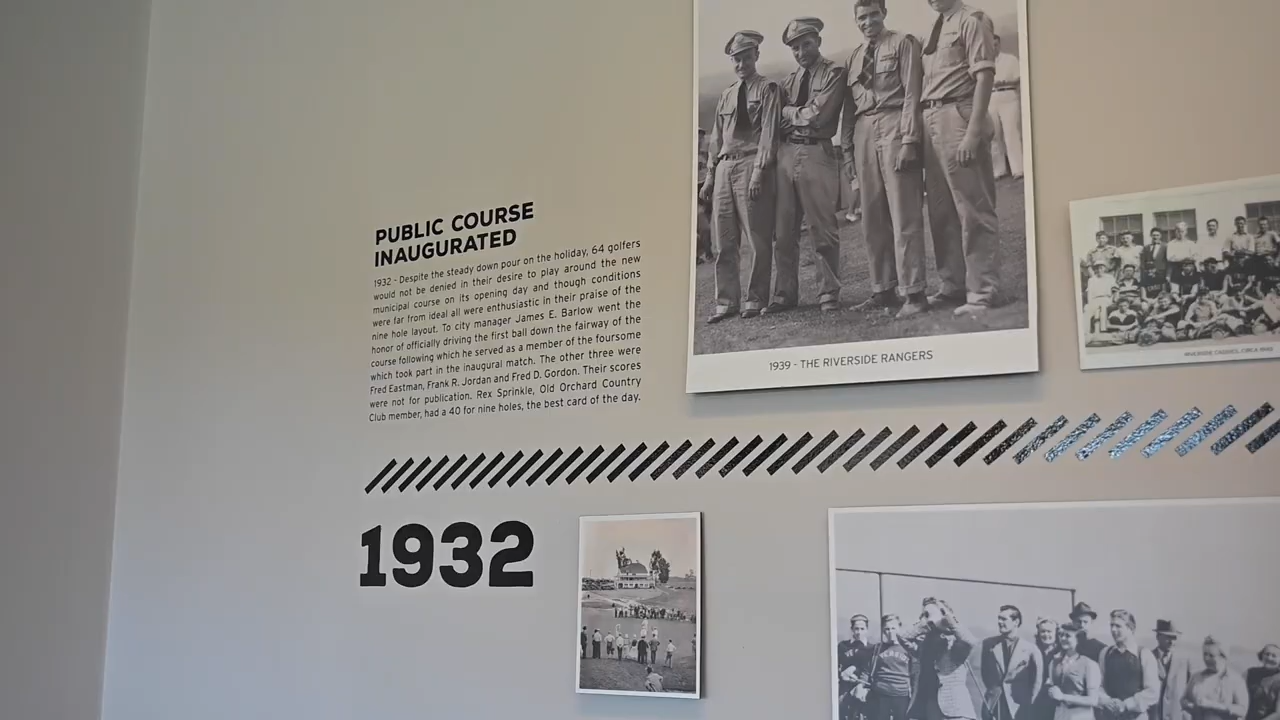 PUBLIC COURSE
INAUGURATED
1932 - Despite the steady down pour on the holiday, 64 golfers
would not be denied in their desire to play around the new
municipal course on its opening day and though conditions
were far from ideal all were enthusiastic in their praise of the
nine hole layout. To city manager James E. Barlow went the
honor of officially driving the first ball down the fairway of the
course following which he served as a member of the foursome
which took part in the inaugural match. The other three were
Fred Eastman, Frank R. Jordan and Fred D. Gordon. Their scores
were not for publication. Rex Sprinkle, Old Orchard Country
Club member, had a 40 for nine holes, the best card of the day.
1939 - THE RIVERSIDE RANGERS
RIVERSIDE CADDIES, CIRCA
1932